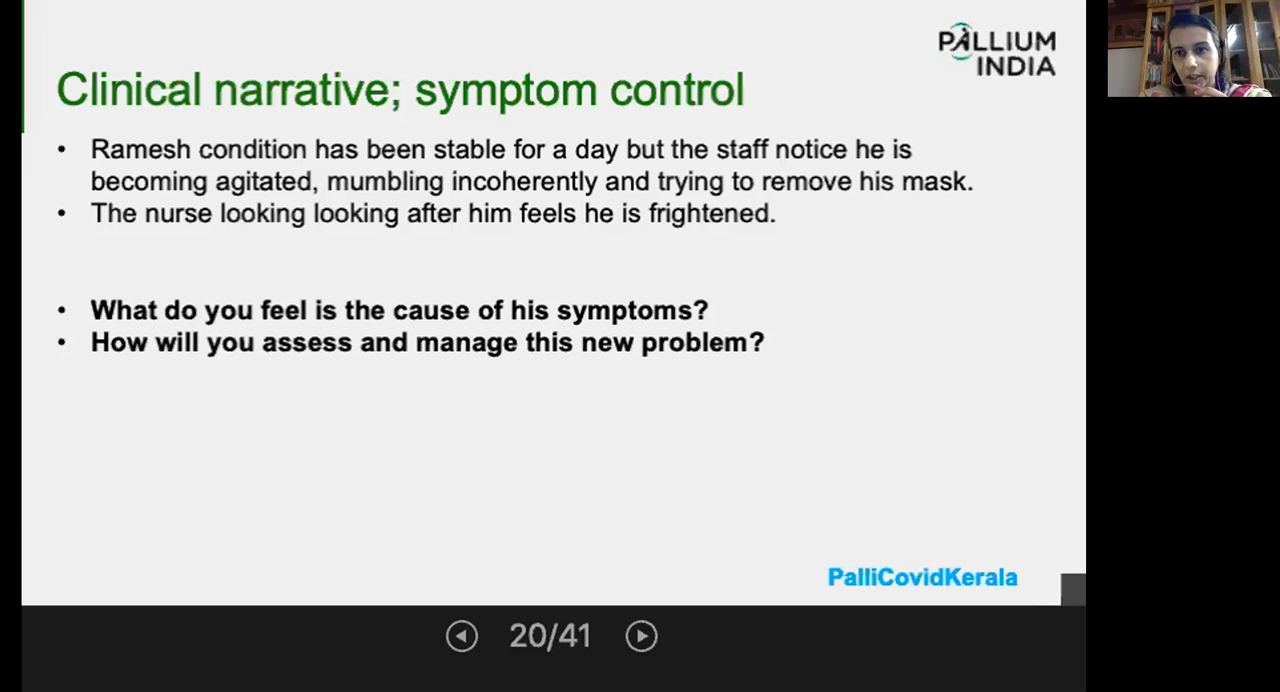 PALLIUM
INDIA
Clinical narrative; symptom control
• Ramesh condition has been stable for a day but the staff notice he is
becoming agitated, mumbling incoherently and trying to remove his mask.
• The nurse looking looking after him feels he is frightened.
• What do you feel is the cause of his symptoms?
• How will you assess and manage this new problem?
PalliCovidKerala
20/41